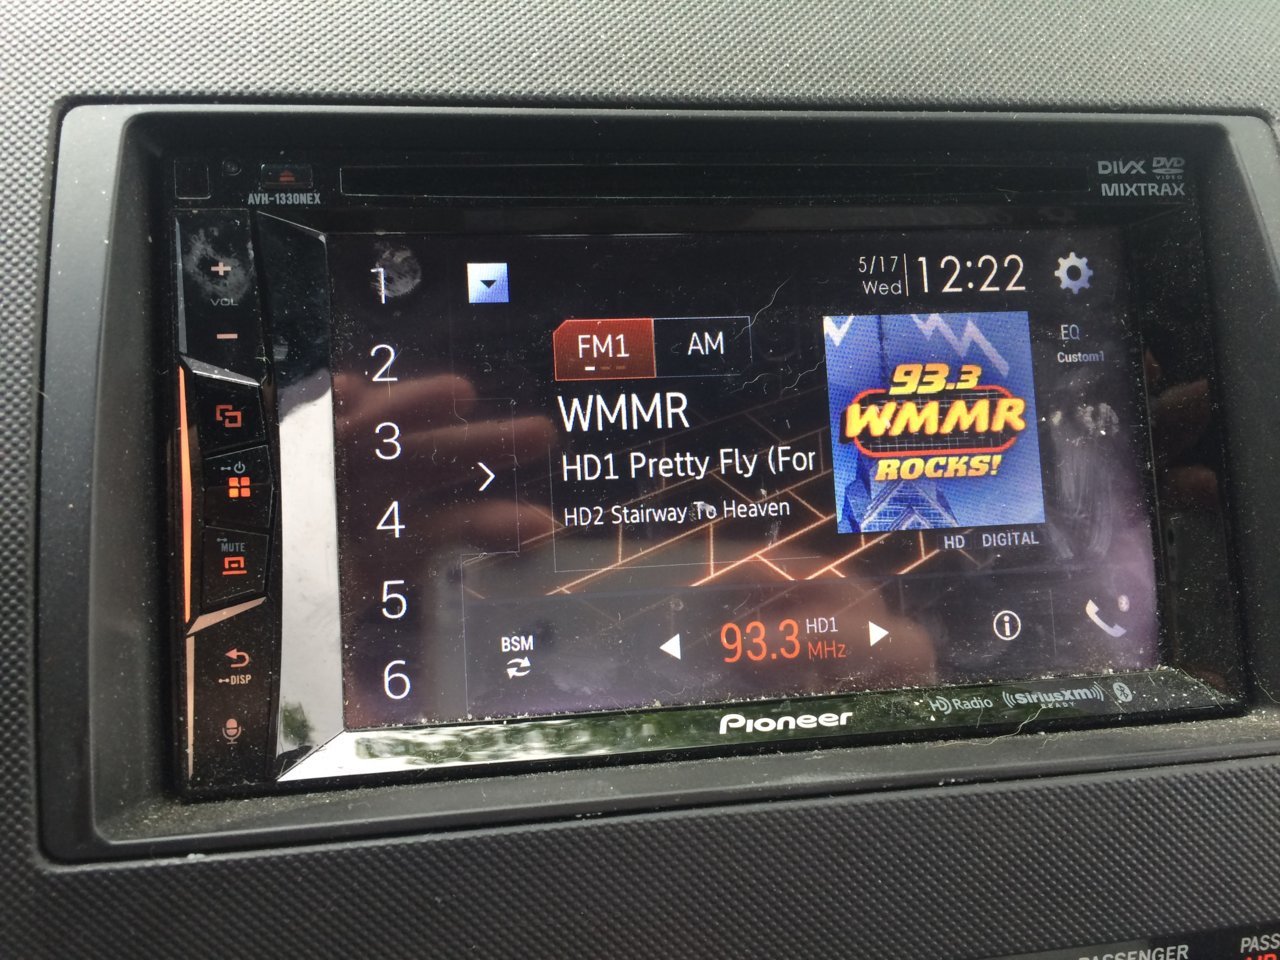 AVH-1330NEX
DIVX DVD VIDEO
MIXTRAX
+
VOL
−
MUTE
DISP
1
2
3
4
5
6
5/17
Wed
12:22
FM1
AM
EQ
Custom1
WMMR
HD1 Pretty Fly (For
HD2 Stairway To Heaven
93.3
WMMR
ROCKS!
HD DIGITAL
BSM
93.3 HD1
MHz
i
Pioneer
HD Radio
((SiriusXM))
READY
PASSENGER